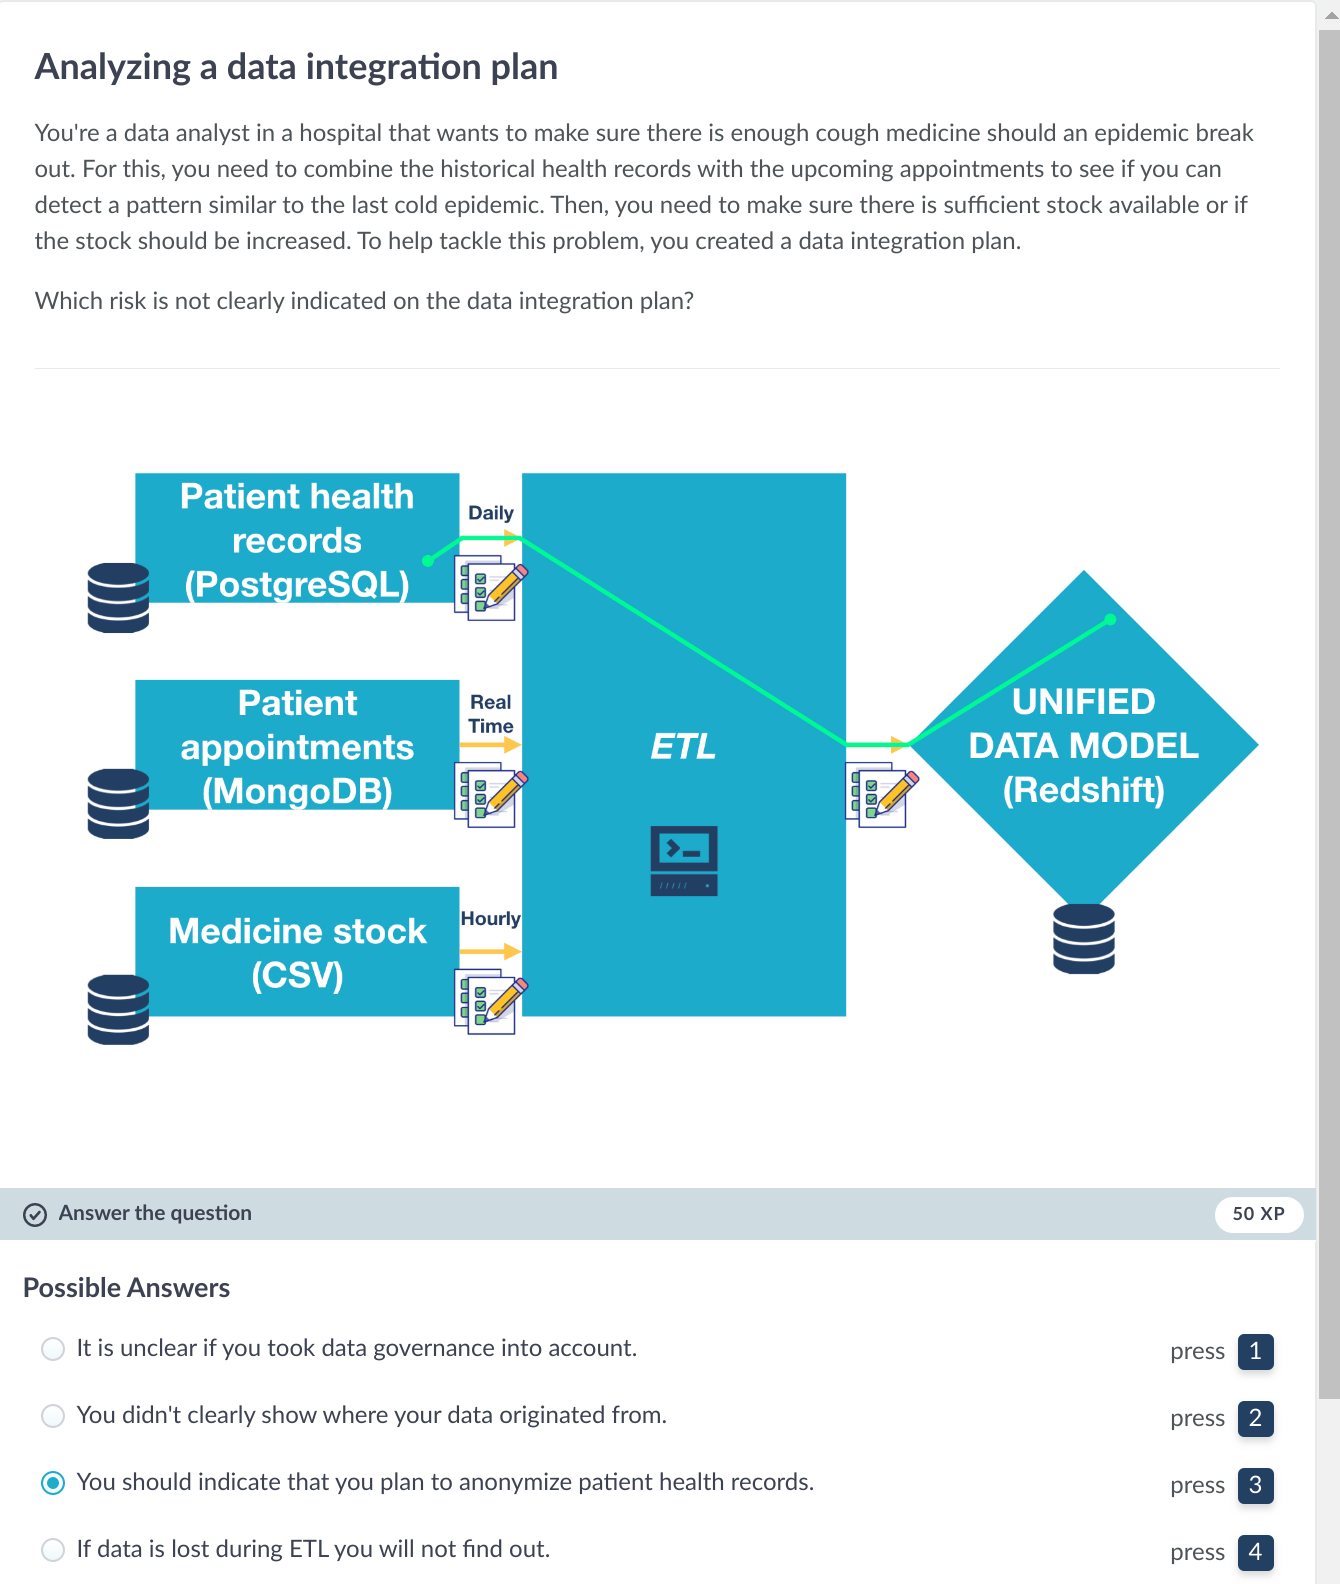 Analyzing a data integration plan
You're a data analyst in a hospital that wants to make sure there is enough cough medicine should an epidemic break
out. For this, you need to combine the historical health records with the upcoming appointments to see if you can
detect a pattern similar to the last cold epidemic. Then, you need to make sure there is sufficient stock available or if
the stock should be increased. To help tackle this problem, you created a data integration plan.
Which risk is not clearly indicated on the data integration plan?
Patient health
records
(PostgreSQL)
Daily
Patient
appointments
(MongoDB)
Real
Time
Medicine stock
(CSV)
Hourly
ETL
UNIFIED
DATA MODEL
(Redshift)
Answer the question
50 XP
Possible Answers
It is unclear if you took data governance into account.
press 1
You didn't clearly show where your data originated from.
press 2
You should indicate that you plan to anonymize patient health records.
press 3
If data is lost during ETL you will not find out.
press 4